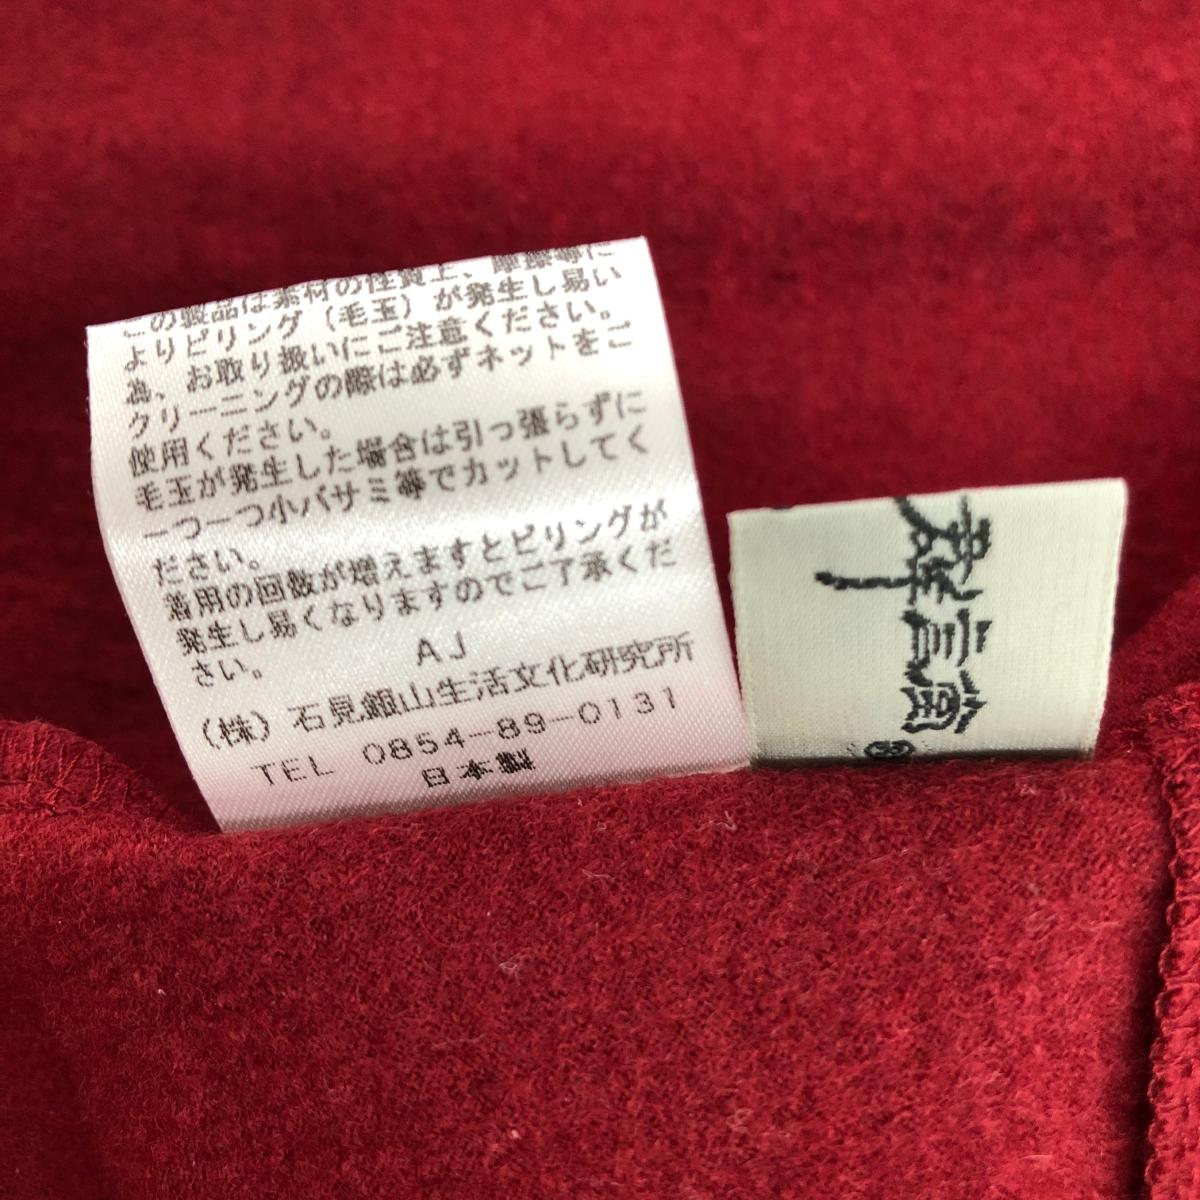 この製品は素材の性質上、摩擦等に
よりピリング（毛玉）が発生し易い
為、お取り扱いにご注意ください。
クリーニングの際は必ずネットをご
使用ください。
毛玉が発生した場合は引っ張らずに
一つ一つ小バサミ等でカットしてく
ださい。
着用の回数が増えますとピリングが
発生し易くなりますのでご了承くだ
さい。
AJ
（株）石見銀山生活文化研究所
TEL 0854-89-0131
日本製
群言堂
®